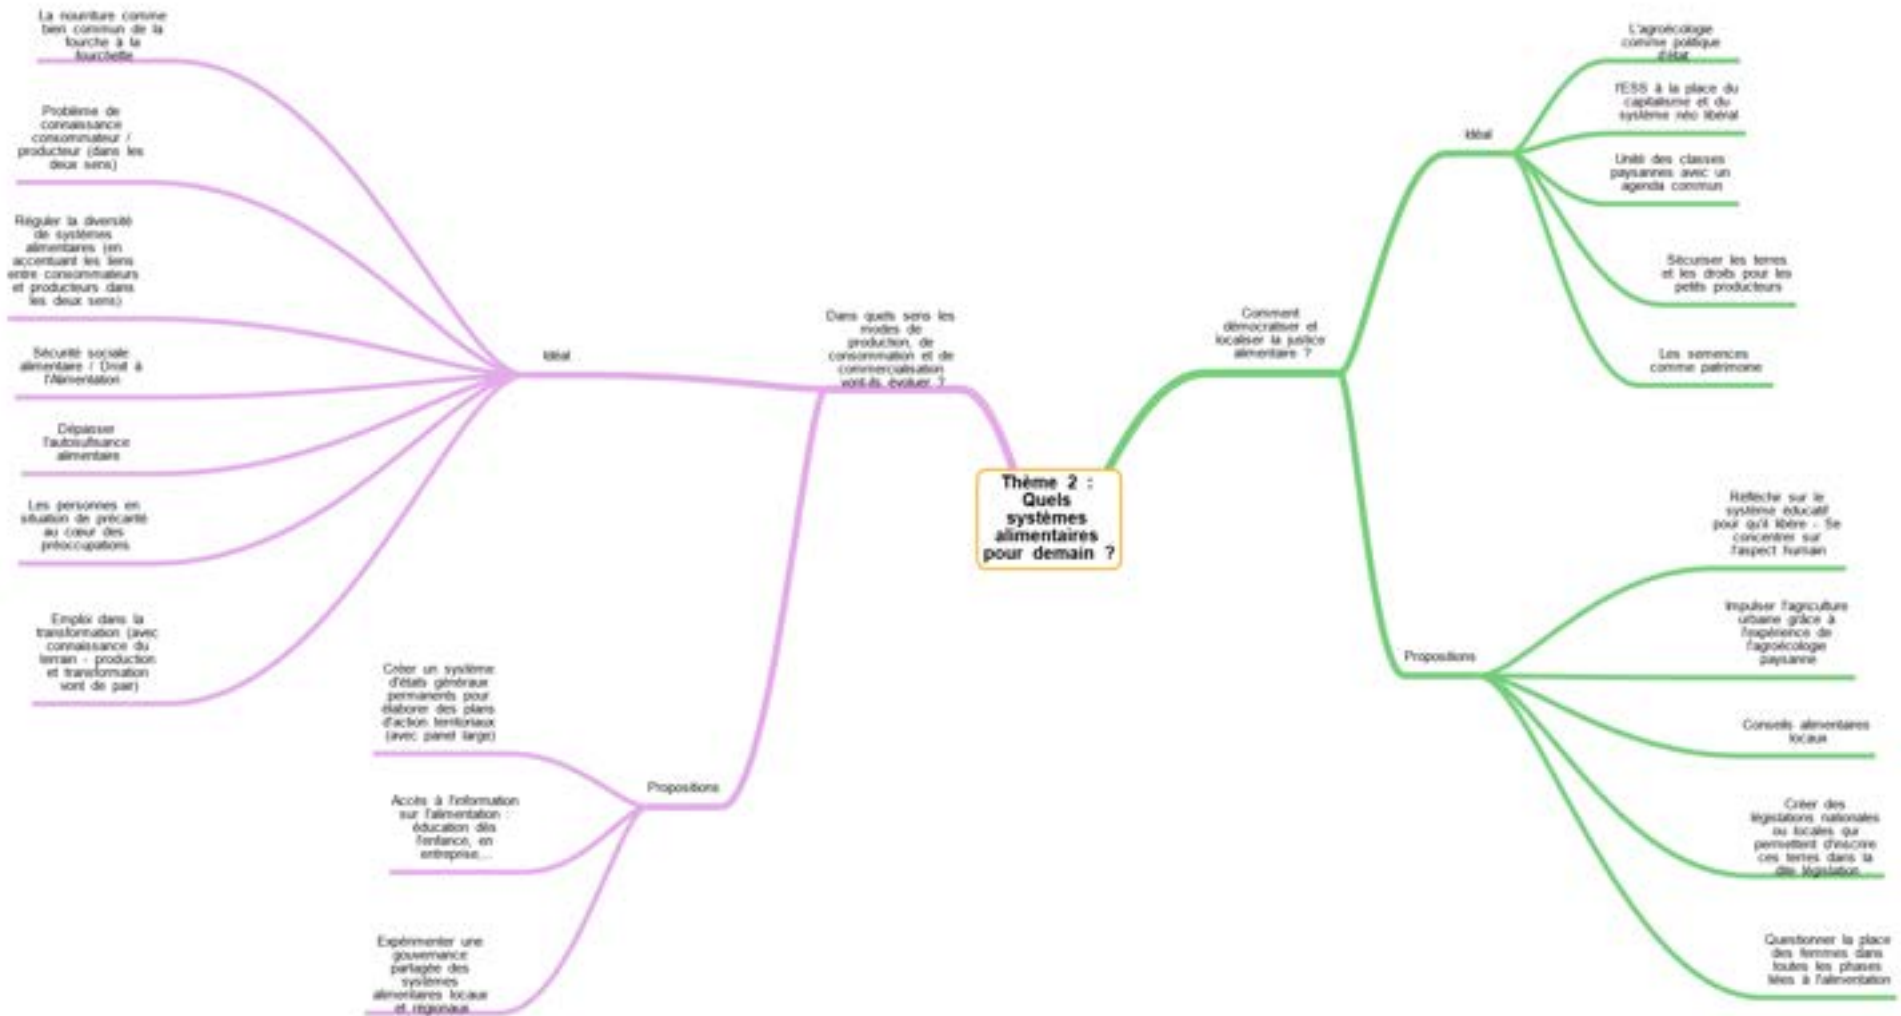 La nourriture comme
bien commun de la
fourche à la
fourchette
Problème de
connaissance
consommateur /
producteur (dans les
deux sens)
Réguler la diversité
de systèmes
alimentaires (en
accentuant les liens
entre consommateurs
et producteurs dans
les deux sens)
Sécurité sociale
alimentaire / Droit à
l'Alimentation
Dépasser
l'autosufisance
alimentaire
Les personnes en
situation de précarité
au cœur des
préoccupations
Emploi dans la
transformation (avec
connaissance du
terrain - production
et transformation
vont de pair)
Idéal
Créer un système
d'états généraux
permanents pour
élaborer des plans
d'action territoriaux
(avec panel large)
Accès à l'information
sur l'alimentation :
éducation dès
l'enfance, en
entreprise,...
Expérimenter une
gouvernance
partagée des
systèmes
alimentaires locaux
et régionaux
Propositions
Dans quels sens les
modes de
production, de
consommation et de
commercialisation
vont-ils évoluer ?
Thème 2 :
Quels
systèmes
alimentaires
pour demain ?
Comment
démocratiser et
localiser la justice
alimentaire ?
Idéal
L'agroécologie
comme politique
d'état
l'ESS à la place du
capitalisme et du
système néo libéral
Unité des classes
paysannes avec un
agenda commun
Sécuriser les terres
et les droits pour les
petits producteurs
Les semences
comme patrimoine
Propositions
Réfléchir sur le
système éducatif
pour qu'il libère - Se
concentrer sur
l'aspect humain
Impulser l'agriculture
urbaine grâce à
l'expérience de
l'agroécologie
paysanne
Conseils alimentaires
locaux
Créer des
législations nationales
ou locales qui
permettent d'inscrire
ces terres dans la
dite législation
Questionner la place
des femmes dans
toutes les phases
liées à l'alimentation